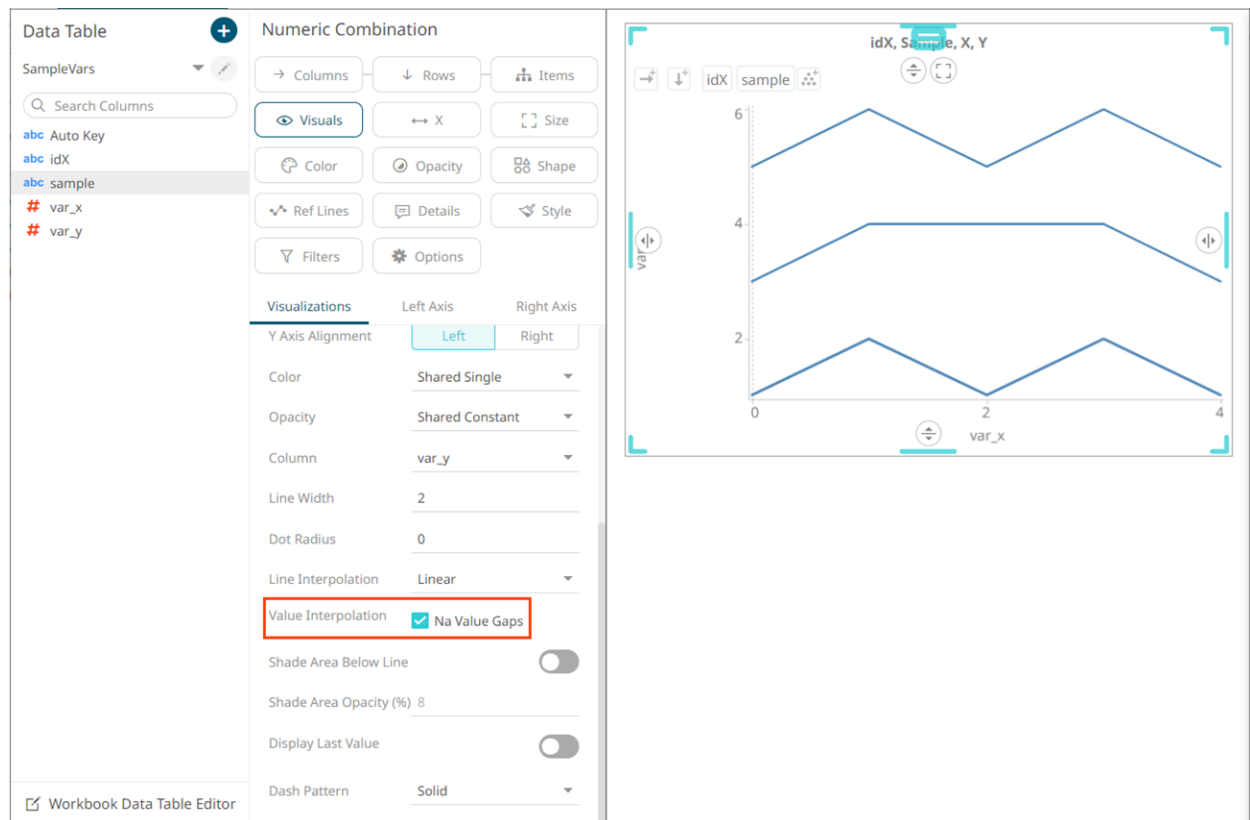 Data Table
SampleVars
Search Columns
abc Auto Key
abc idX
abc sample
# var_x
# var_y
Workbook Data Table Editor
Numeric Combination
Columns Rows Items
Visuals X Size
Color Opacity Shape
Ref Lines Details Style
Filters Options
Visualizations Left Axis Right Axis
Y Axis Alignment Left Right
Color Shared Single
Opacity Shared Constant
Column var_y
Line Width 2
Dot Radius 0
Line Interpolation Linear
Value Interpolation Na Value Gaps
Shade Area Below Line
Shade Area Opacity (%) 8
Display Last Value
Dash Pattern Solid
idX, Sample, X, Y
idX sample
6
4
var
2
0 2 4
var_x